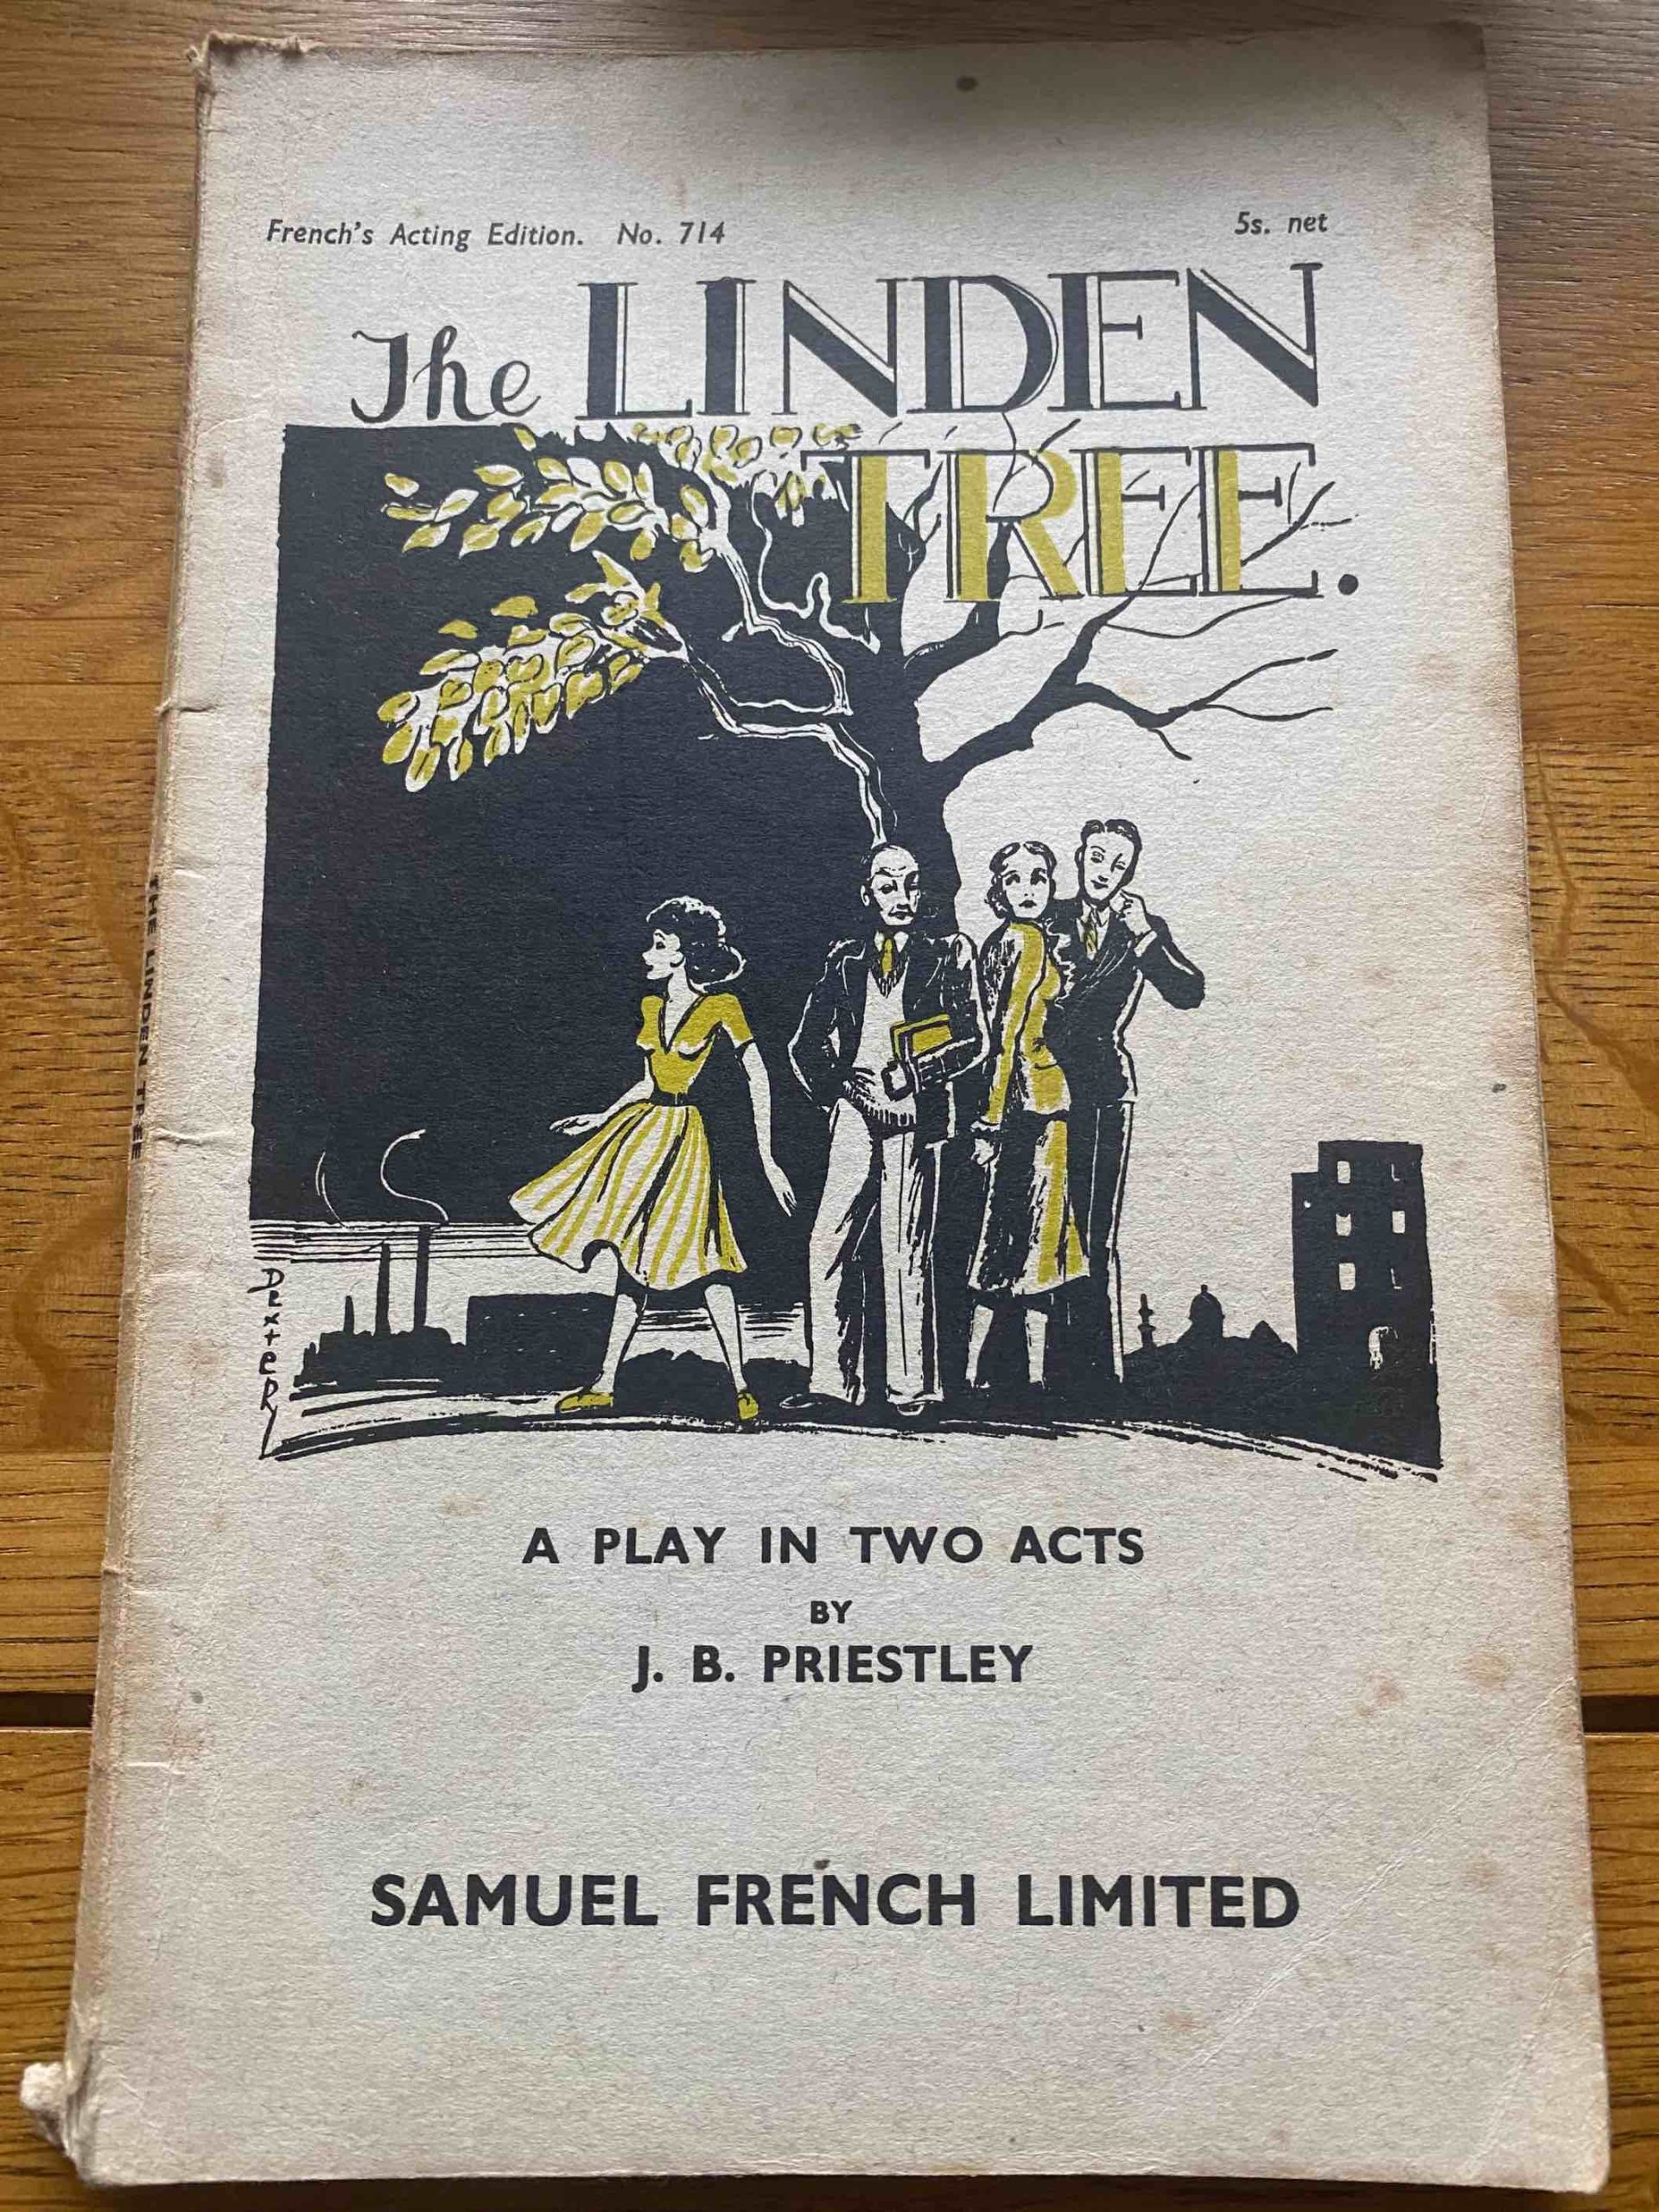 French's Acting Edition. No. 714
5s. net
The LINDEN
TREE.
THE LINDEN TREE
Dexter
A PLAY IN TWO ACTS
BY
J. B. PRIESTLEY
SAMUEL FRENCH LIMITED